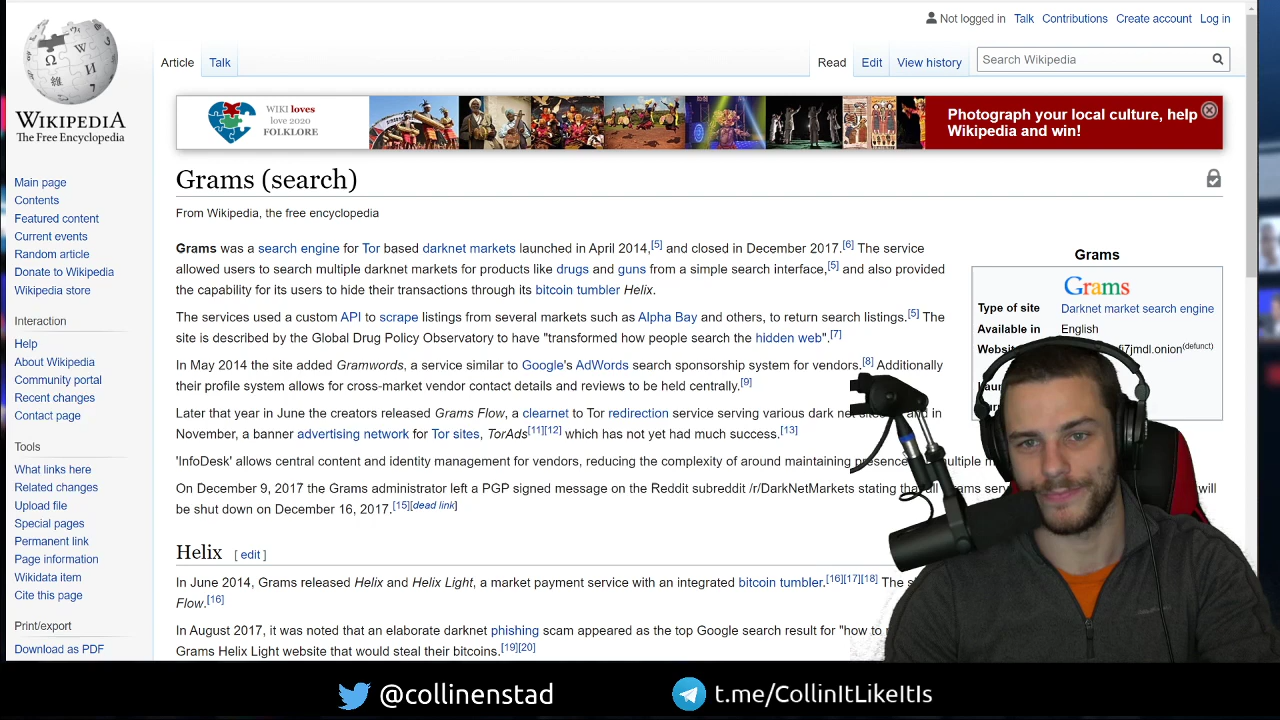 Not logged in Talk Contributions Create account Log in
Article Talk Read Edit View history Search Wikipedia
WIKIPEDIA
The Free Encyclopedia
WIKI loves
love 2020
FOLKLORE
Photograph your local culture, help
Wikipedia and win!
Main page
Contents
Featured content
Current events
Random article
Donate to Wikipedia
Wikipedia store
Interaction
Help
About Wikipedia
Community portal
Recent changes
Contact page
Tools
What links here
Related changes
Upload file
Special pages
Permanent link
Page information
Wikidata item
Cite this page
Print/export
Download as PDF
Grams (search)
From Wikipedia, the free encyclopedia
Grams was a search engine for Tor based darknet markets launched in April 2014,[5] and closed in December 2017.[6] The service
allowed users to search multiple darknet markets for products like drugs and guns from a simple search interface,[5] and also provided
the capability for its users to hide their transactions through its bitcoin tumbler Helix.
The services used a custom API to scrape listings from several markets such as Alpha Bay and others, to return search listings.[5] The
site is described by the Global Drug Policy Observatory to have "transformed how people search the hidden web".[7]
In May 2014 the site added Gramwords, a service similar to Google's AdWords search sponsorship system for vendors.[8] Additionally
their profile system allows for cross-market vendor contact details and reviews to be held centrally.[9]
Later that year in June the creators released Grams Flow, a clearnet to Tor redirection service serving various dark net and in
November, a banner advertising network for Tor sites, TorAds[11][12] which has not yet had much success.[13]
'InfoDesk' allows central content and identity management for vendors, reducing the complexity of around maintaining presence
On December 9, 2017 the Grams administrator left a PGP signed message on the Reddit subreddit /r/DarkNetMarkets stating that all will
be shut down on December 16, 2017.[15][dead link]
Grams
Grams
Type of site Darknet market search engine
Available in English
fi7jmdl.onion(defunct)
Helix [ edit ]
In June 2014, Grams released Helix and Helix Light, a market payment service with an integrated bitcoin tumbler.[16][17][18] The
Flow.[16]
In August 2017, it was noted that an elaborate darknet phishing scam appeared as the top Google search result for "how to
Grams Helix Light website that would steal their bitcoins.[19][20]
@collinenstad t.me/CollinItLikeItIs